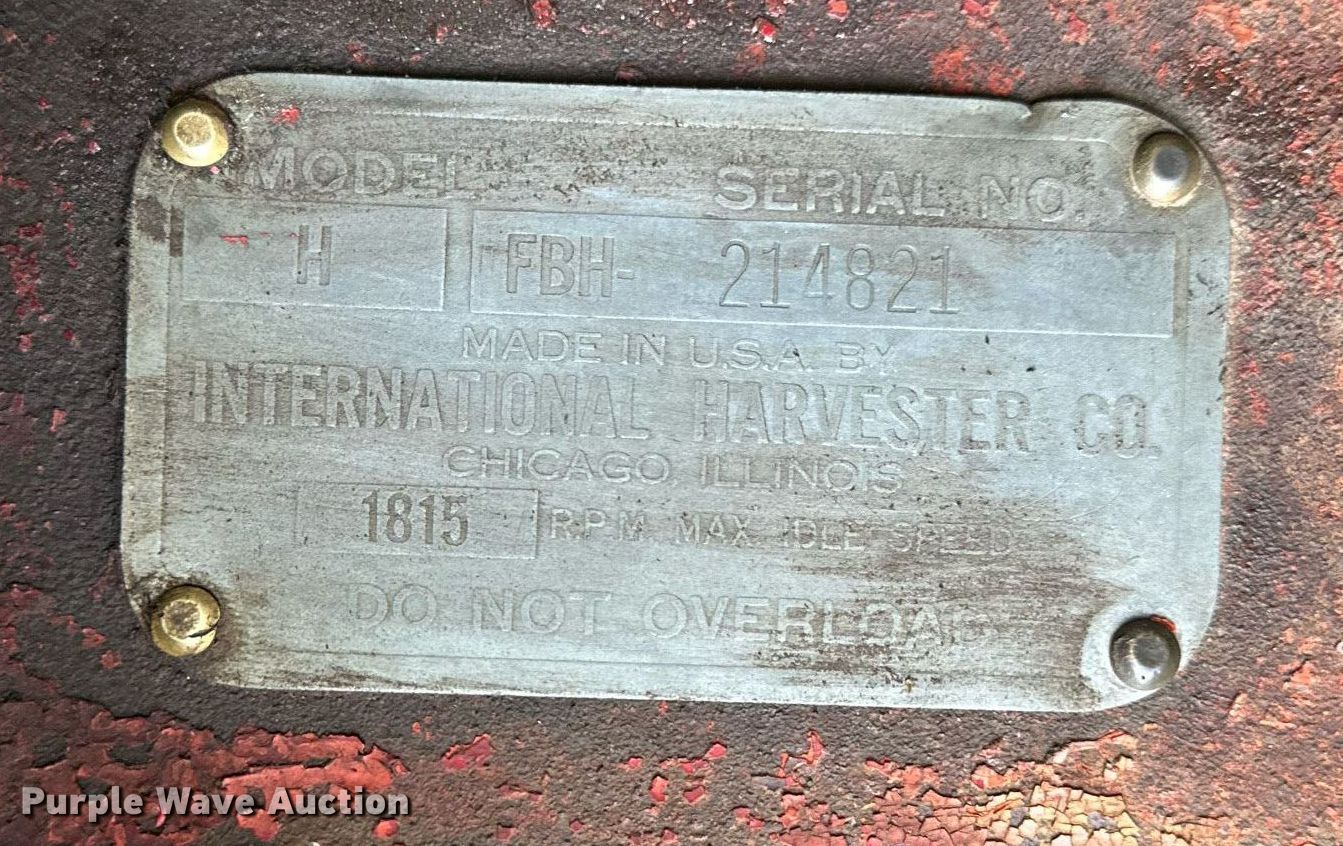 MODEL SERIAL NO.
H FBH- 214821
MADE IN U.S.A. BY
INTERNATIONAL HARVESTER CO.
CHICAGO, ILLINOIS
1815 R.P.M. MAX. IDLE SPEED
DO NOT OVERLOAD
Purple Wave Auction